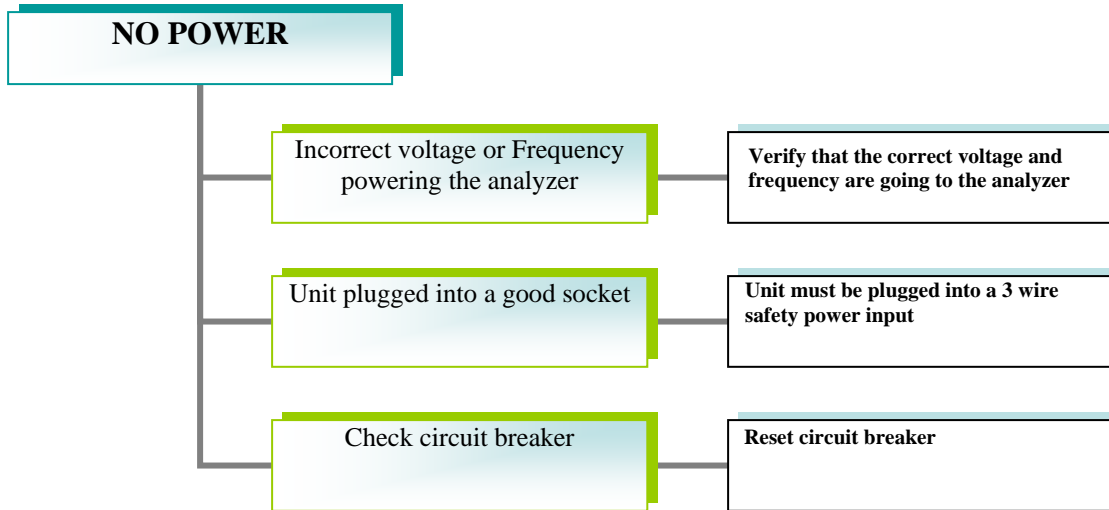 NO POWER
Incorrect voltage or Frequency
powering the analyzer
Verify that the correct voltage and
frequency are going to the analyzer
Unit plugged into a good socket
Unit must be plugged into a 3 wire
safety power input
Check circuit breaker
Reset circuit breaker